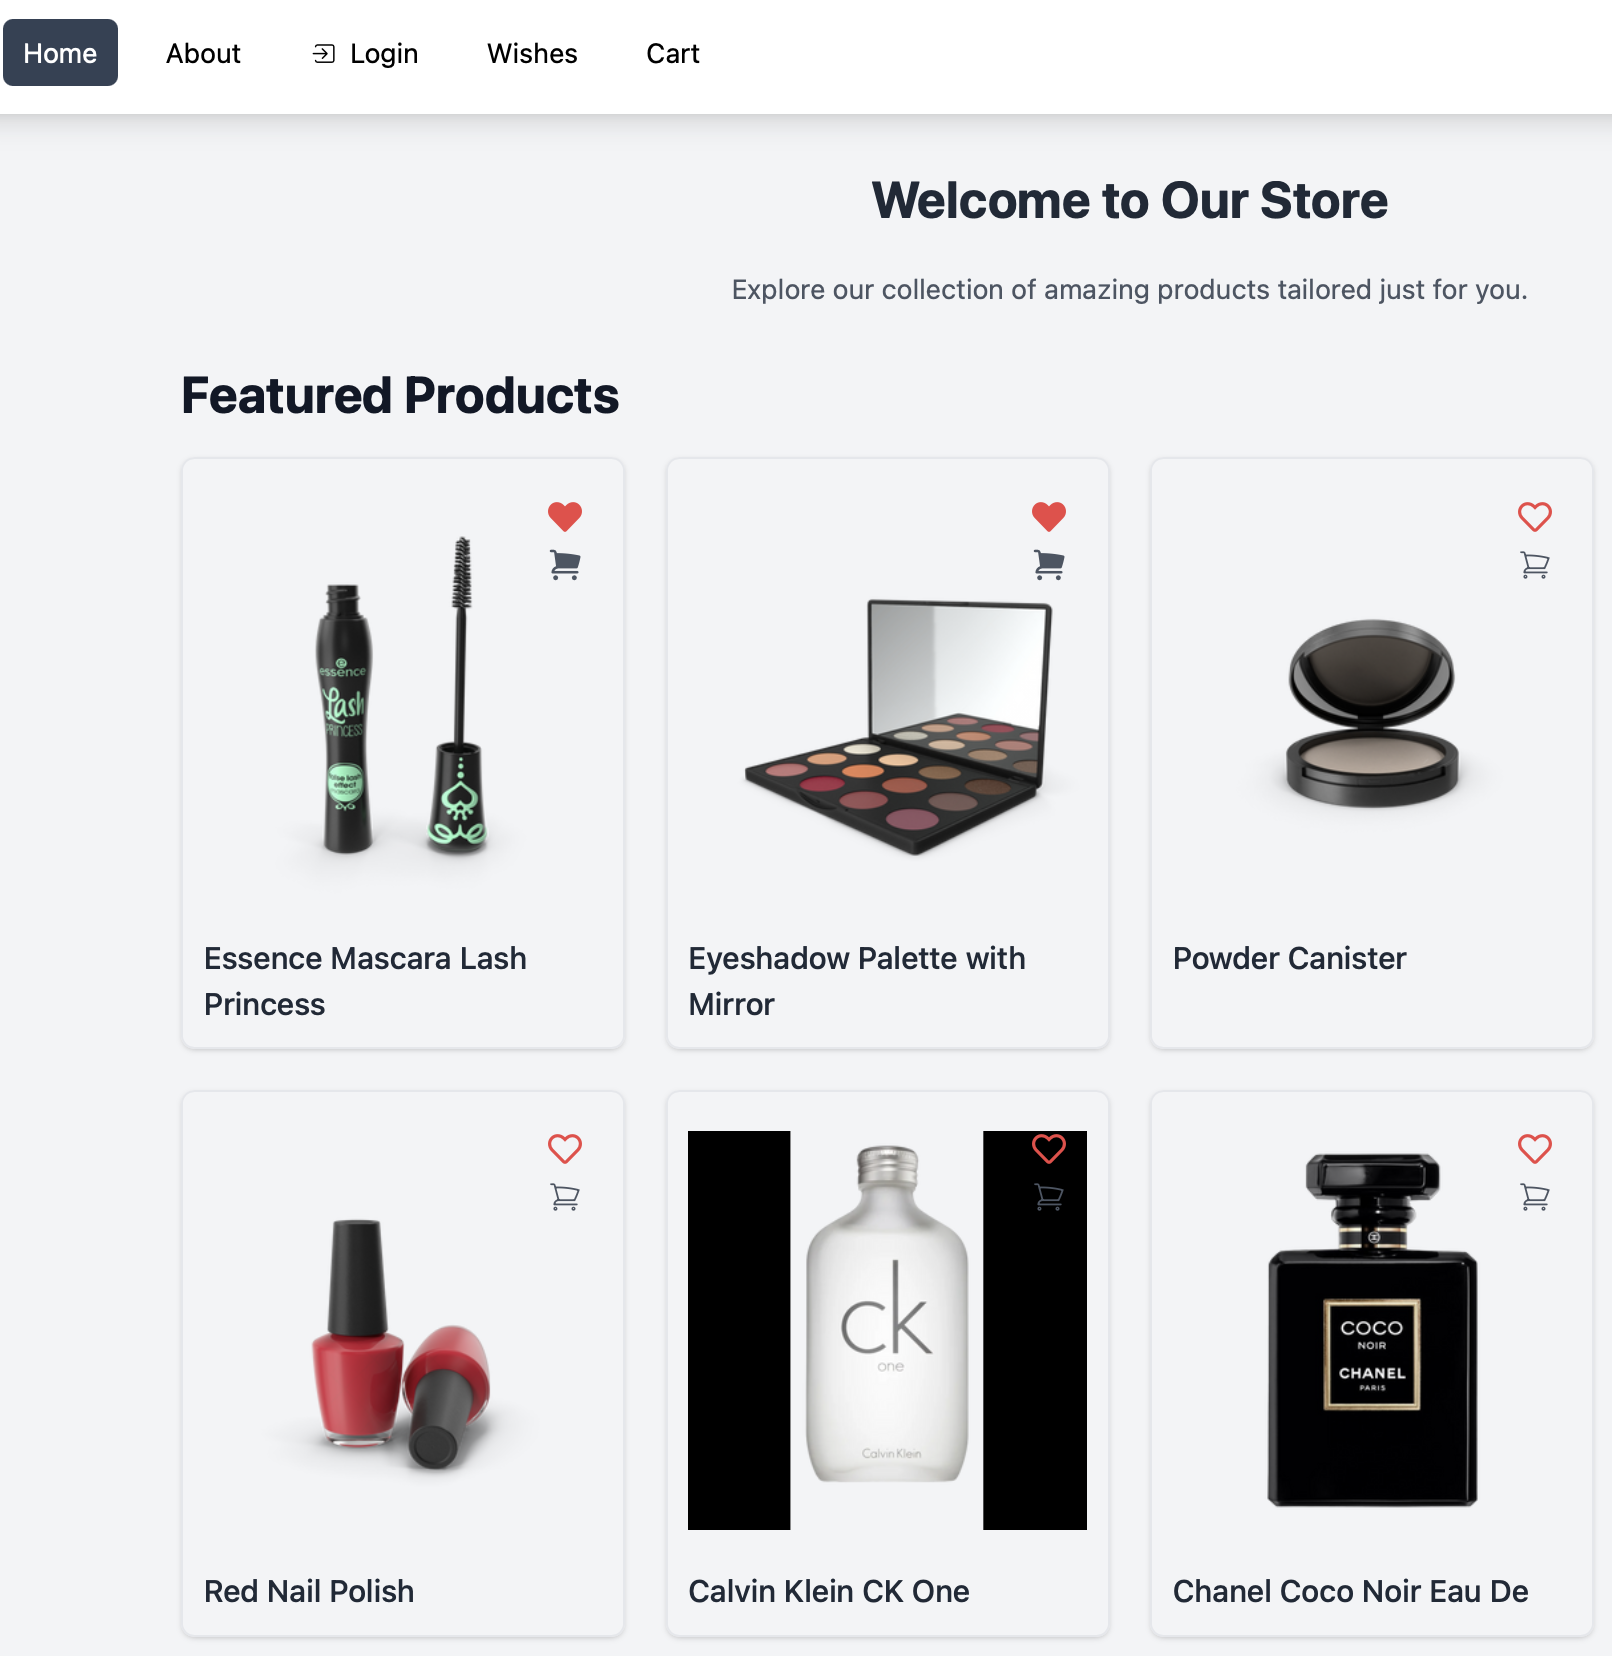 Home About Login Wishes Cart
Welcome to Our Store
Explore our collection of amazing products tailored just for you.
Featured Products
essence
Lash
PRINCESS
false lash
effect
mascara
Essence Mascara Lash
Princess
Eyeshadow Palette with
Mirror
Powder Canister
ck
one
Calvin Klein
COCO
NOIR
CHANEL
PARIS
Red Nail Polish
Calvin Klein CK One
Chanel Coco Noir Eau De